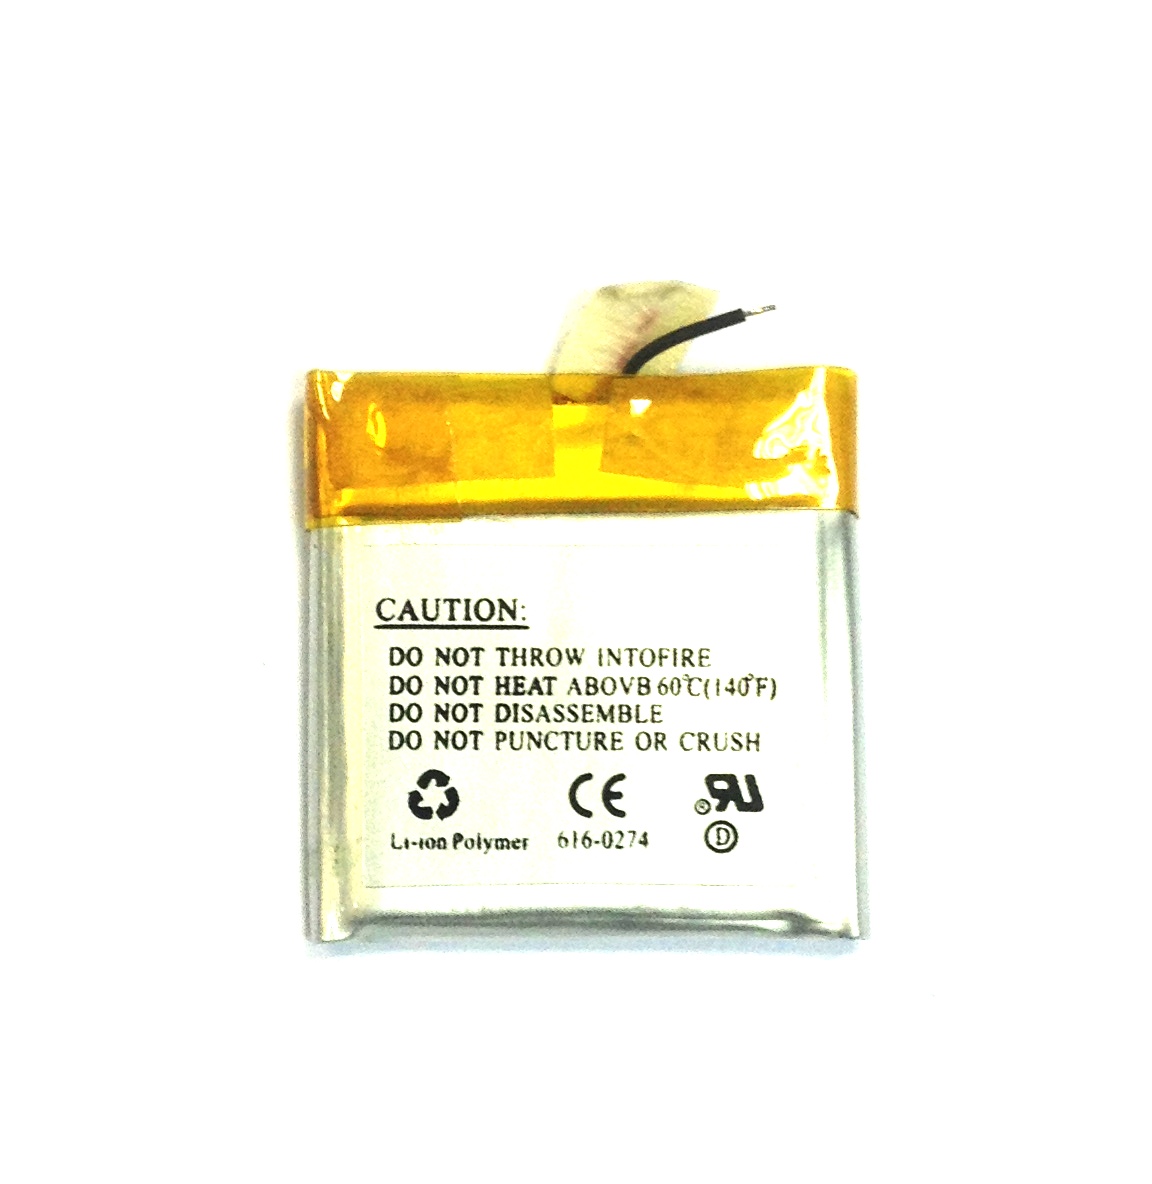 CAUTION:
DO NOT THROW INTOFIRE
DO NOT HEAT ABOVB 60℃(140℉)
DO NOT DISASSEMBLE
DO NOT PUNCTURE OR CRUSH
CE
Li-ion Polymer 616-0274
D